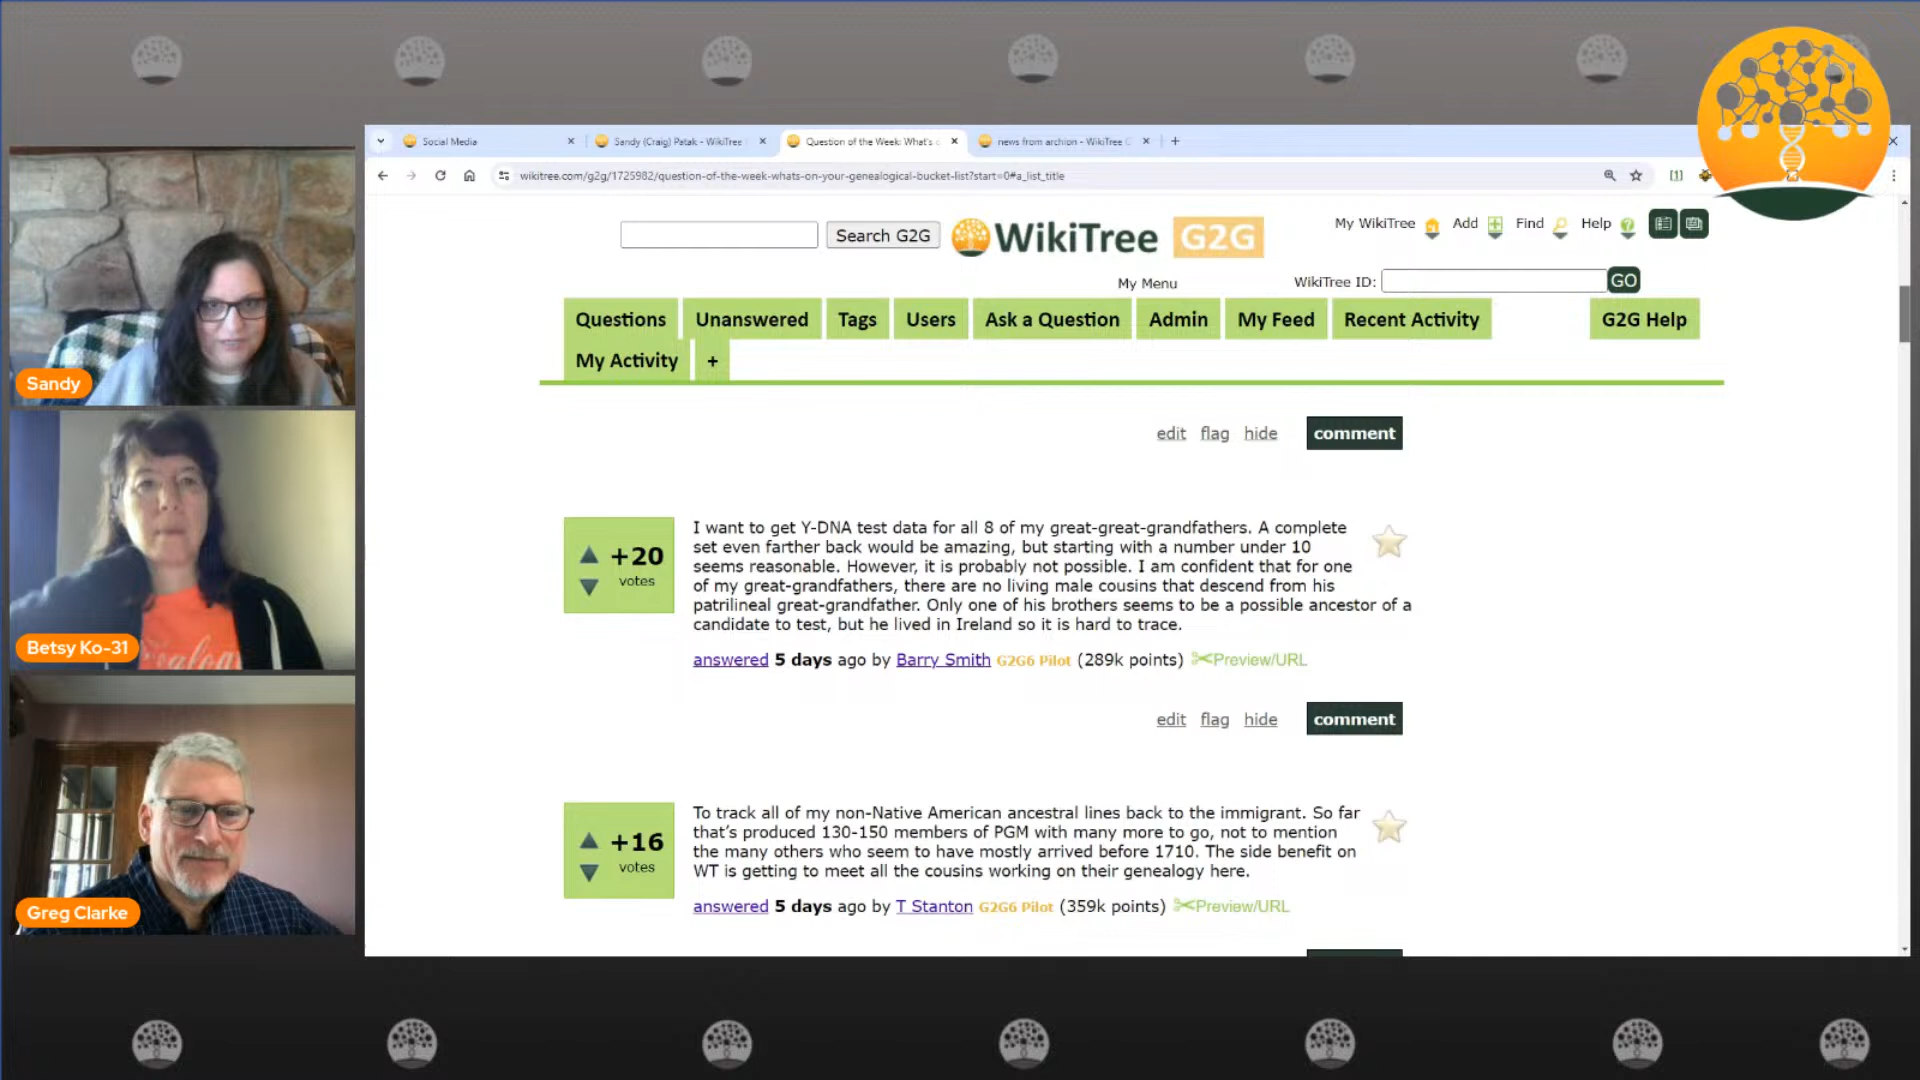 Social Media
Sandy (Craig) Patak - WikiTree
Question of the Week: What's
news from archion - WikiTree
wikitree.com/g2g/1725982/question-of-the-week-whats-on-your-genealogical-bucket-list?start=0#a_list_title
[1]
Search G2G
WikiTree G2G
My WikiTree Add Find Help
My Menu
WikiTree ID: GO
Questions Unanswered Tags Users Ask a Question Admin My Feed Recent Activity G2G Help
My Activity +
edit flag hide comment
+20
votes
I want to get Y-DNA test data for all 8 of my great-great-grandfathers. A complete
set even farther back would be amazing, but starting with a number under 10
seems reasonable. However, it is probably not possible. I am confident that for one
of my great-grandfathers, there are no living male cousins that descend from his
patrilineal great-grandfather. Only one of his brothers seems to be a possible ancestor of a
candidate to test, but he lived in Ireland so it is hard to trace.
answered 5 days ago by Barry Smith G2G6 Pilot (289k points) Preview/URL
edit flag hide comment
+16
votes
To track all of my non-Native American ancestral lines back to the immigrant. So far
that's produced 130-150 members of PGM with many more to go, not to mention
the many others who seem to have mostly arrived before 1710. The side benefit on
WT is getting to meet all the cousins working on their genealogy here.
answered 5 days ago by T Stanton G2G6 Pilot (359k points) Preview/URL
Sandy
Betsy Ko-31
Greg Clarke